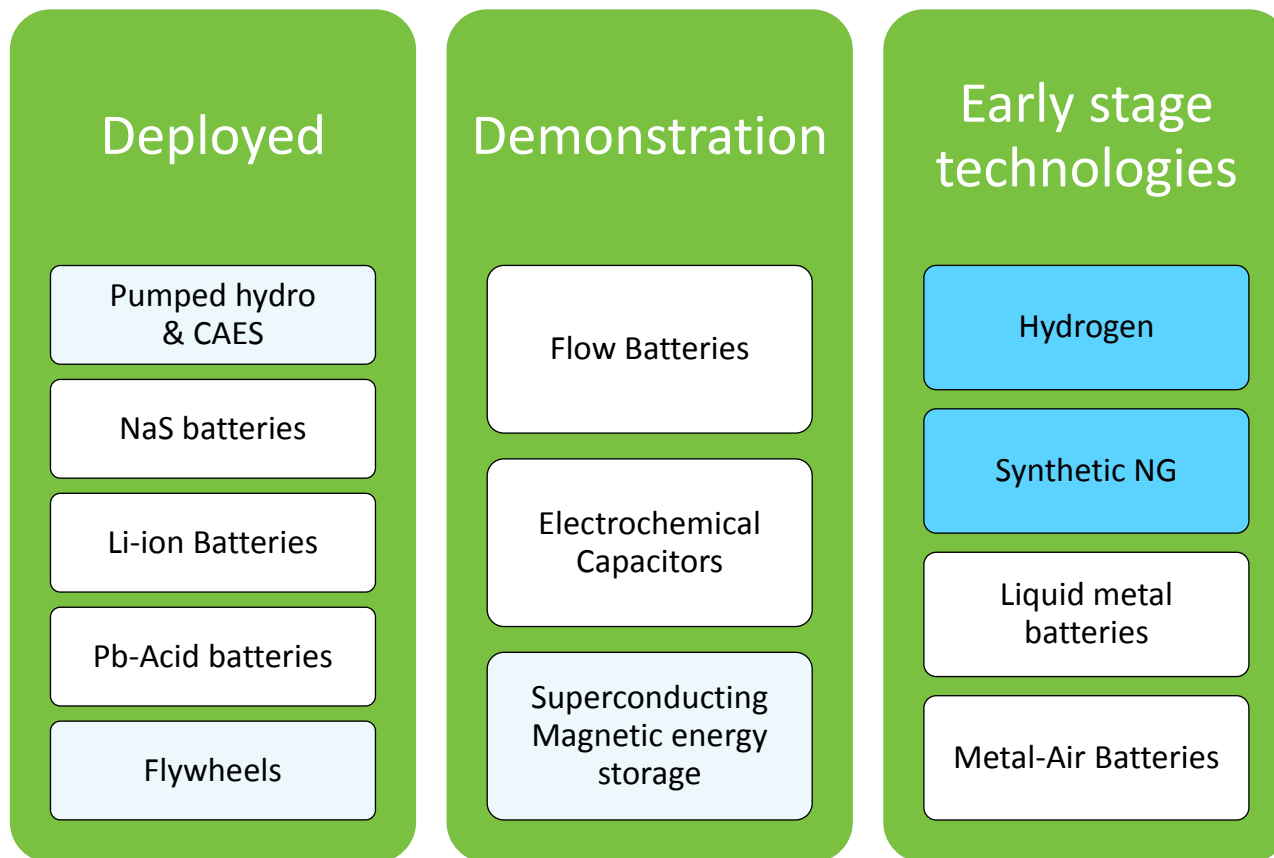 Deployed
Pumped hydro
& CAES
NaS batteries
Li-ion Batteries
Pb-Acid batteries
Flywheels
Demonstration
Flow Batteries
Electrochemical
Capacitors
Superconducting
Magnetic energy
storage
Early stage
technologies
Hydrogen
Synthetic NG
Liquid metal
batteries
Metal-Air Batteries